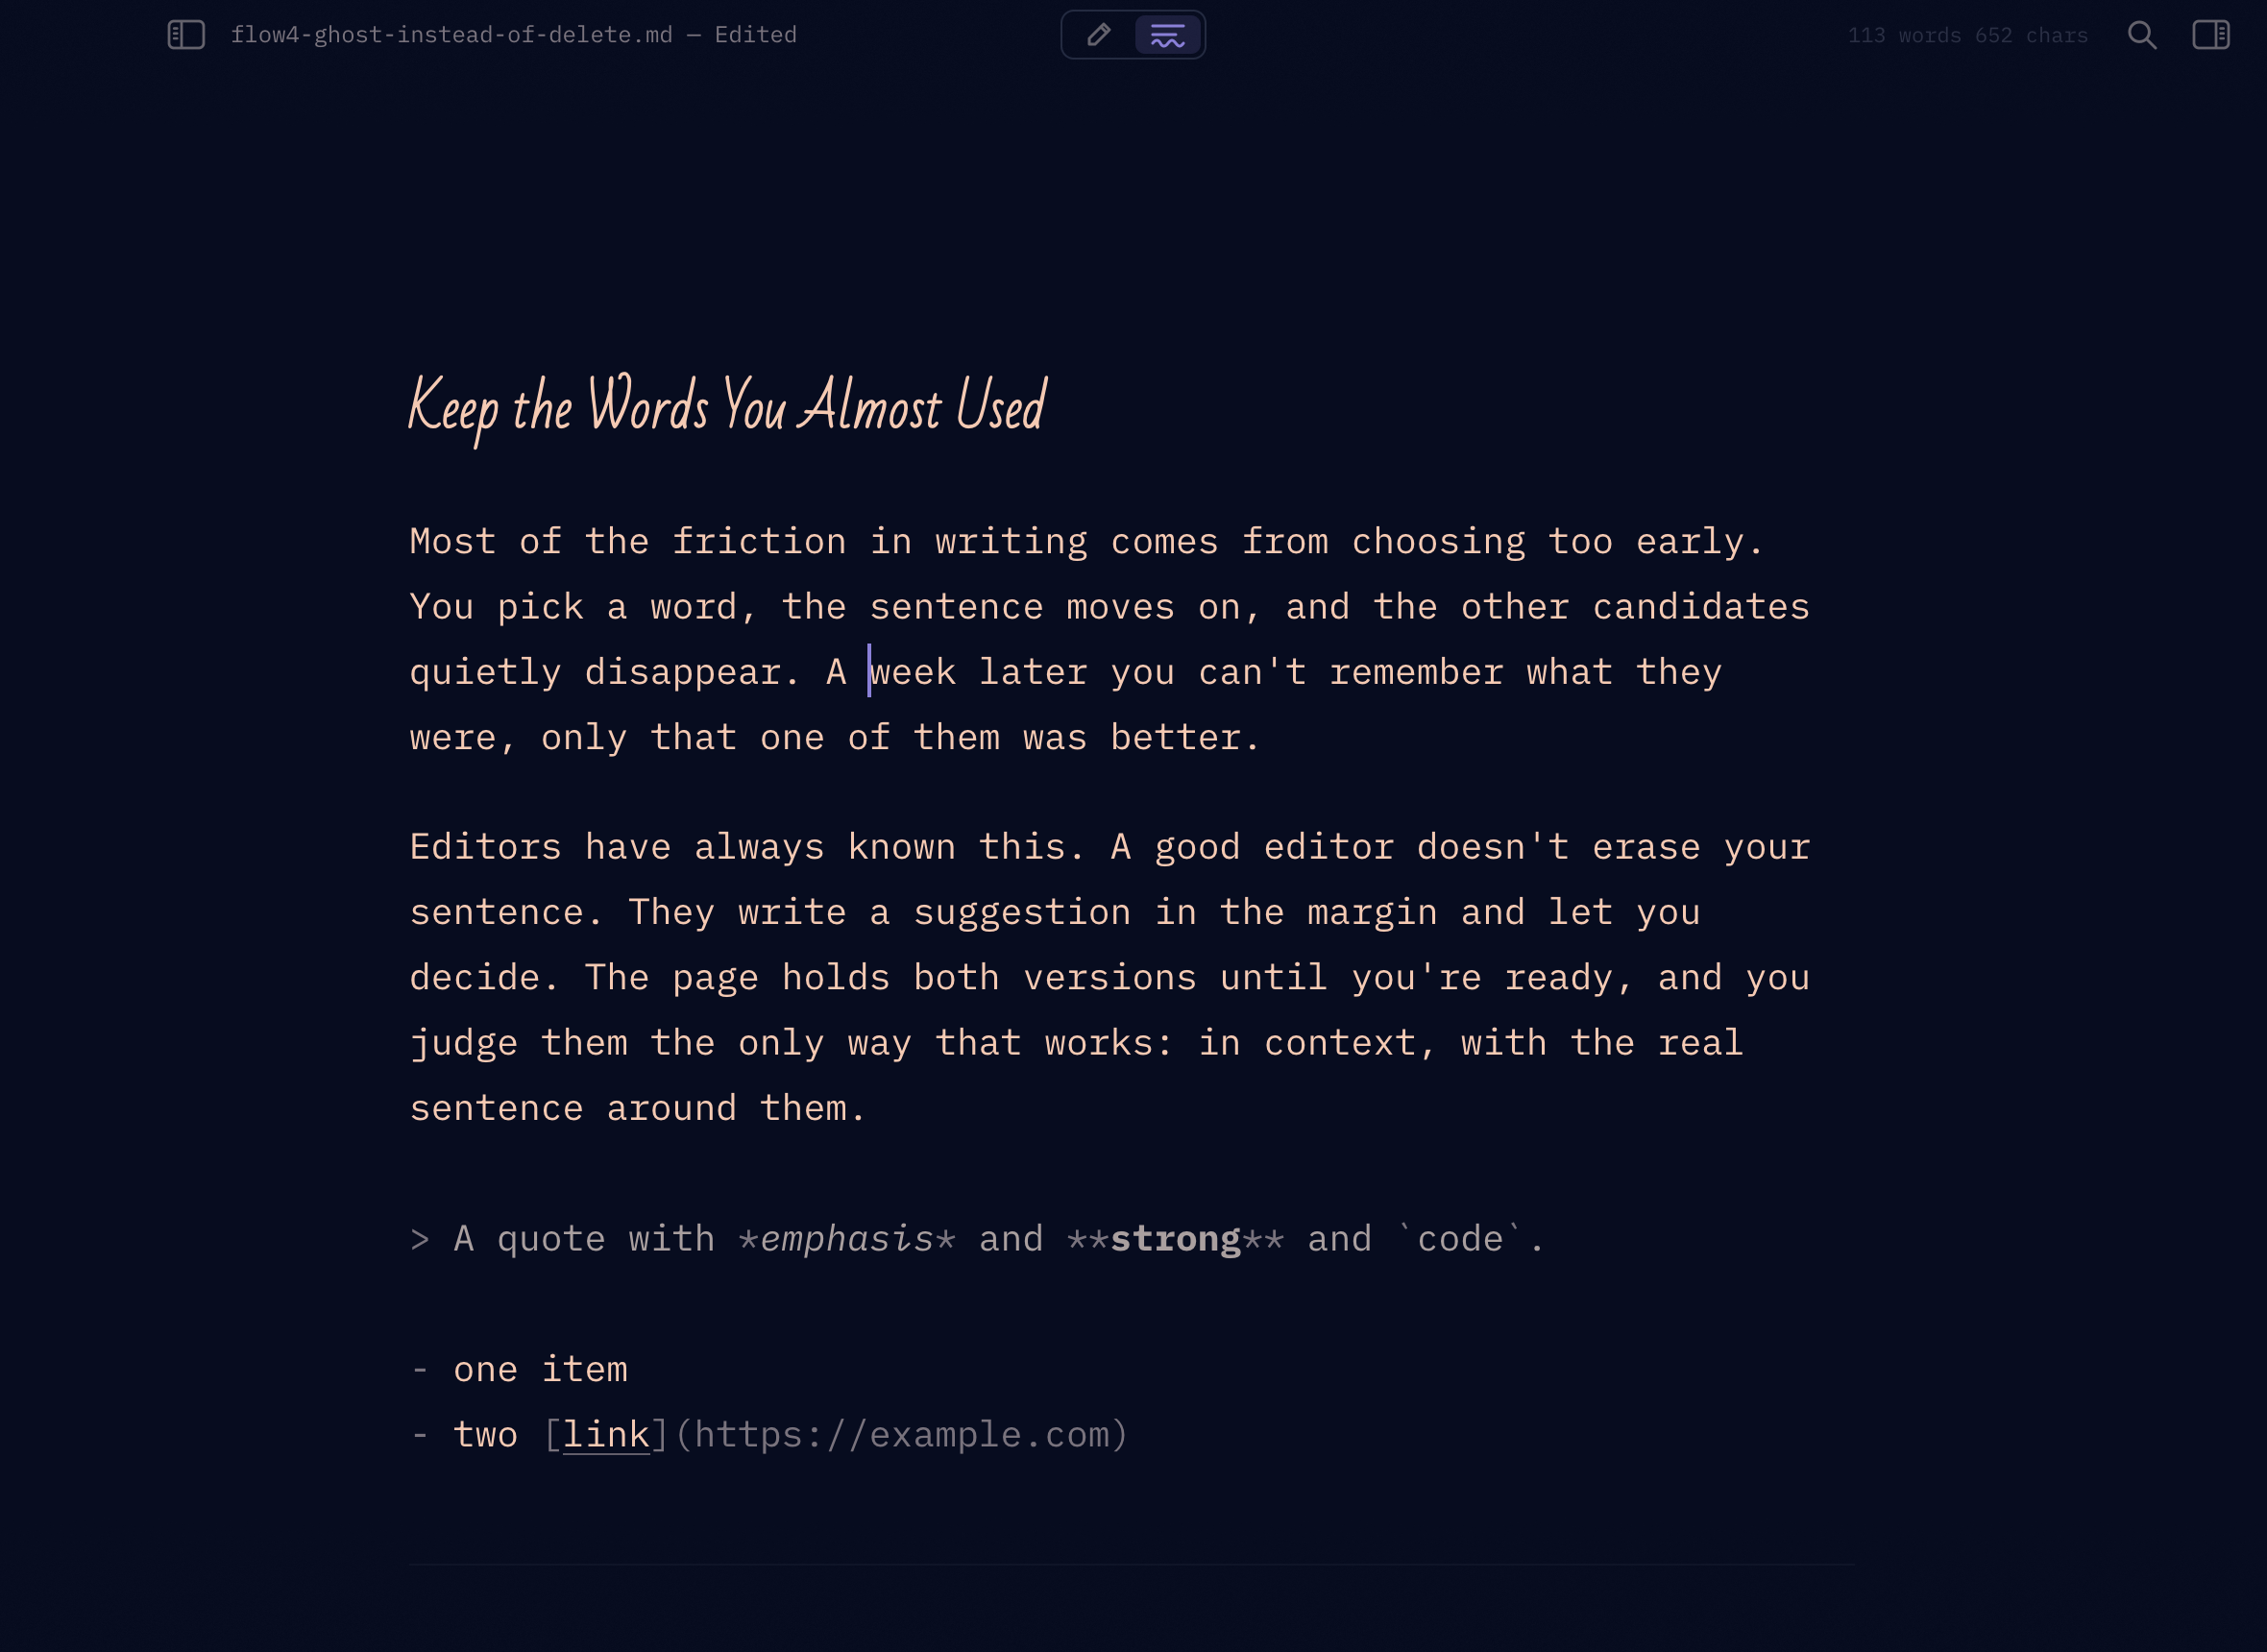 flow4-ghost-instead-of-delete.md — Edited
113 words 652 chars
Keep the Words You Almost Used
Most of the friction in writing comes from choosing too early.
You pick a word, the sentence moves on, and the other candidates
quietly disappear. A week later you can't remember what they
were, only that one of them was better.
Editors have always known this. A good editor doesn't erase your
sentence. They write a suggestion in the margin and let you
decide. The page holds both versions until you're ready, and you
judge them the only way that works: in context, with the real
sentence around them.
> A quote with *emphasis* and **strong** and `code`.
- one item
- two [link](https://example.com)